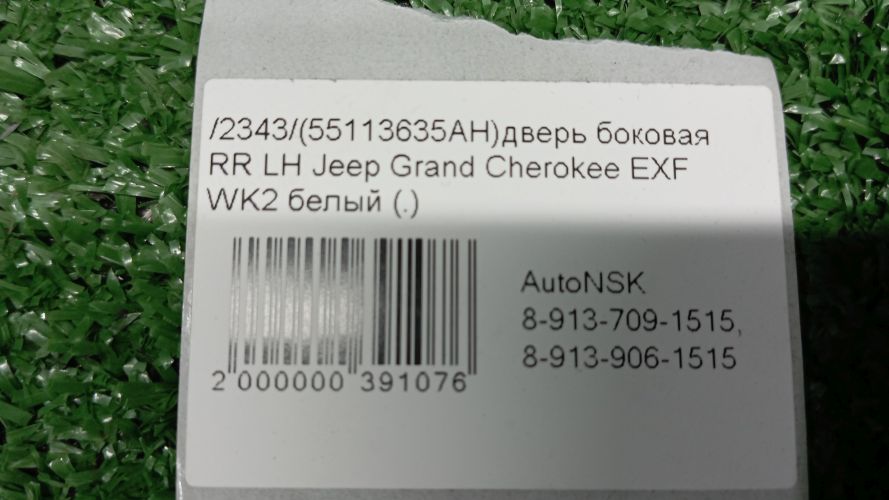 /2343/(55113635AH)дверь боковая
RR LH Jeep Grand Cherokee EXF
WK2 белый (.)
AutoNSK
8-913-709-1515,
8-913-906-1515
2 000000 391076